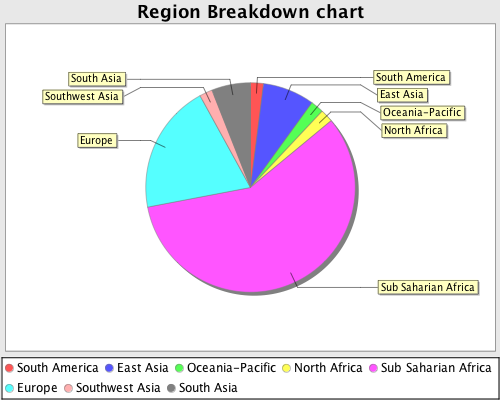 Region Breakdown chart
South Asia
South America
Southwest Asia
East Asia
Oceania-Pacific
North Africa
Europe
Sub Saharian Africa
South America East Asia Oceania-Pacific North Africa Sub Saharian Africa
Europe Southwest Asia South Asia